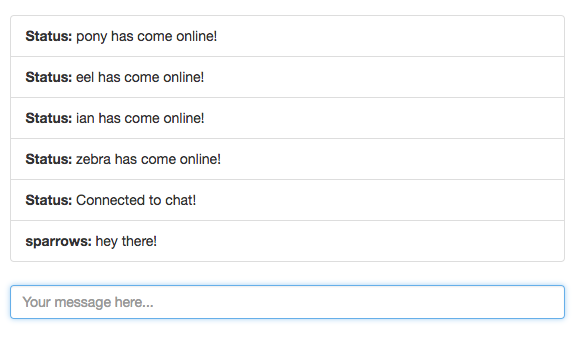 Status: pony has come online!
Status: eel has come online!
Status: ian has come online!
Status: zebra has come online!
Status: Connected to chat!
sparrows: hey there!
Your message here...